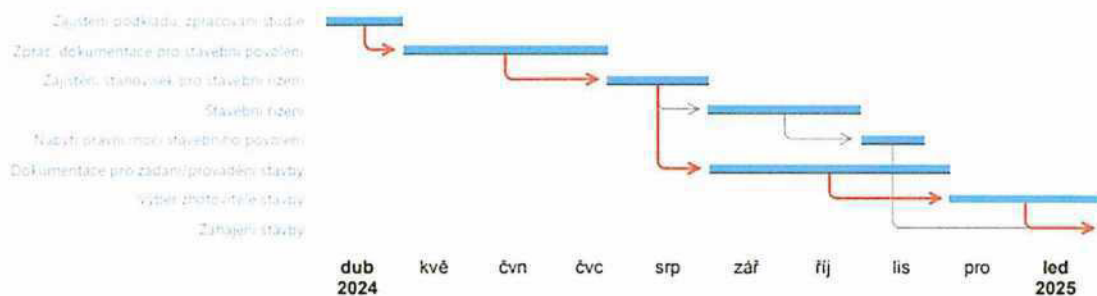 Zajištění podkladů, zpracování studie
Zprac. dokumentace pro stavební povolení
Zajištění stanovisek pro stavební řízení
Stavební řízení
Nabytí právní moci stavebního povolení
Dokumentace pro zadání/provádění stavby
Výběr zhotovitele stavby
Zahájení stavby
dub kvě čvn čvc srp zář říj lis pro led
2024 2025